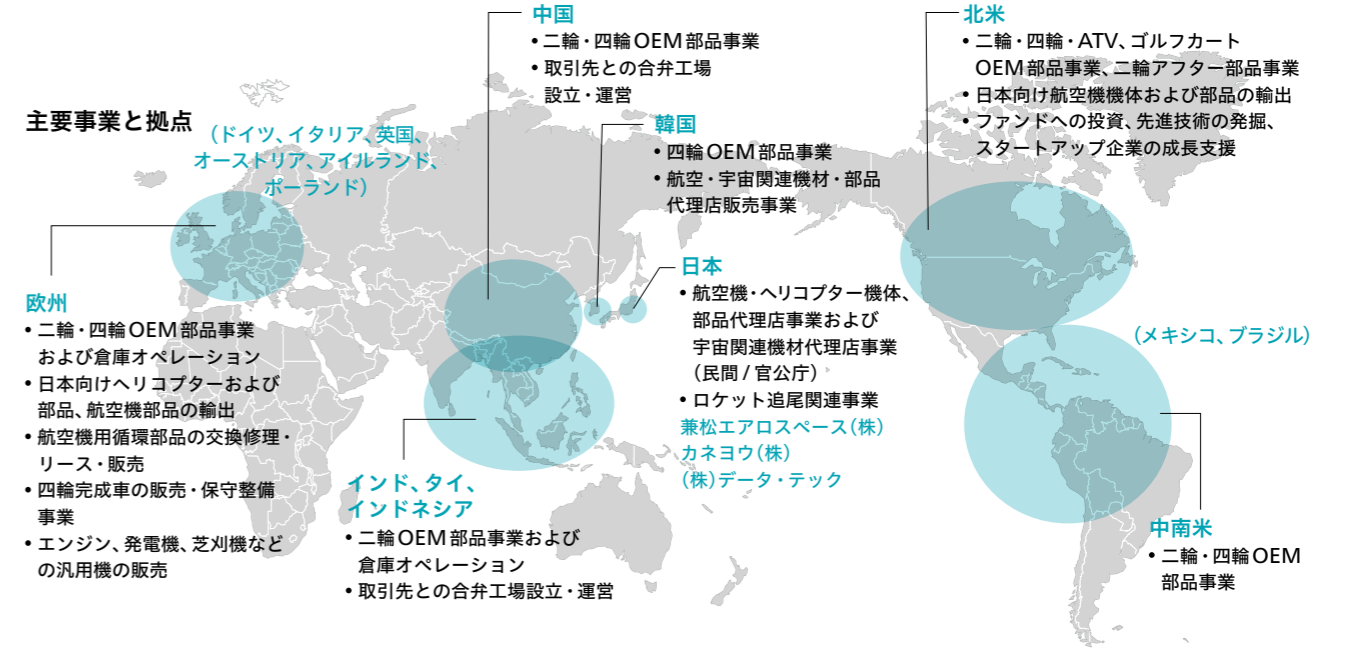 主要事業と拠点
(ドイツ、イタリア、英国、
オーストリア、アイルランド、
ポーランド)
欧州
• 二輪・四輪OEM部品事業
および倉庫オペレーション
• 日本向けヘリコプターおよび
部品、航空機部品の輸出
• 航空機用循環部品の交換修理・
リース・販売
• 四輪完成車の販売・保守整備
事業
• エンジン、発電機、芝刈機など
の汎用機の販売
中国
• 二輪・四輪OEM部品事業
• 取引先との合弁工場
設立・運営
韓国
• 四輪OEM部品事業
• 航空・宇宙関連機材・部品
代理店販売事業
日本
• 航空機・ヘリコプター機体、
部品代理店事業および
宇宙関連機材代理店事業
(民間/官公庁)
• ロケット追尾関連事業
兼松エアロスペース(株)
カネヨウ(株)
(株)データ・テック
インド、タイ、
インドネシア
• 二輪OEM部品事業および
倉庫オペレーション
• 取引先との合弁工場設立・運営
北米
• 二輪・四輪・ATV、ゴルフカート
OEM部品事業、二輪アフター部品事業
• 日本向け航空機機体および部品の輸出
• ファンドへの投資、先進技術の発掘、
スタートアップ企業の成長支援
(メキシコ、ブラジル)
中南米
• 二輪・四輪OEM
部品事業